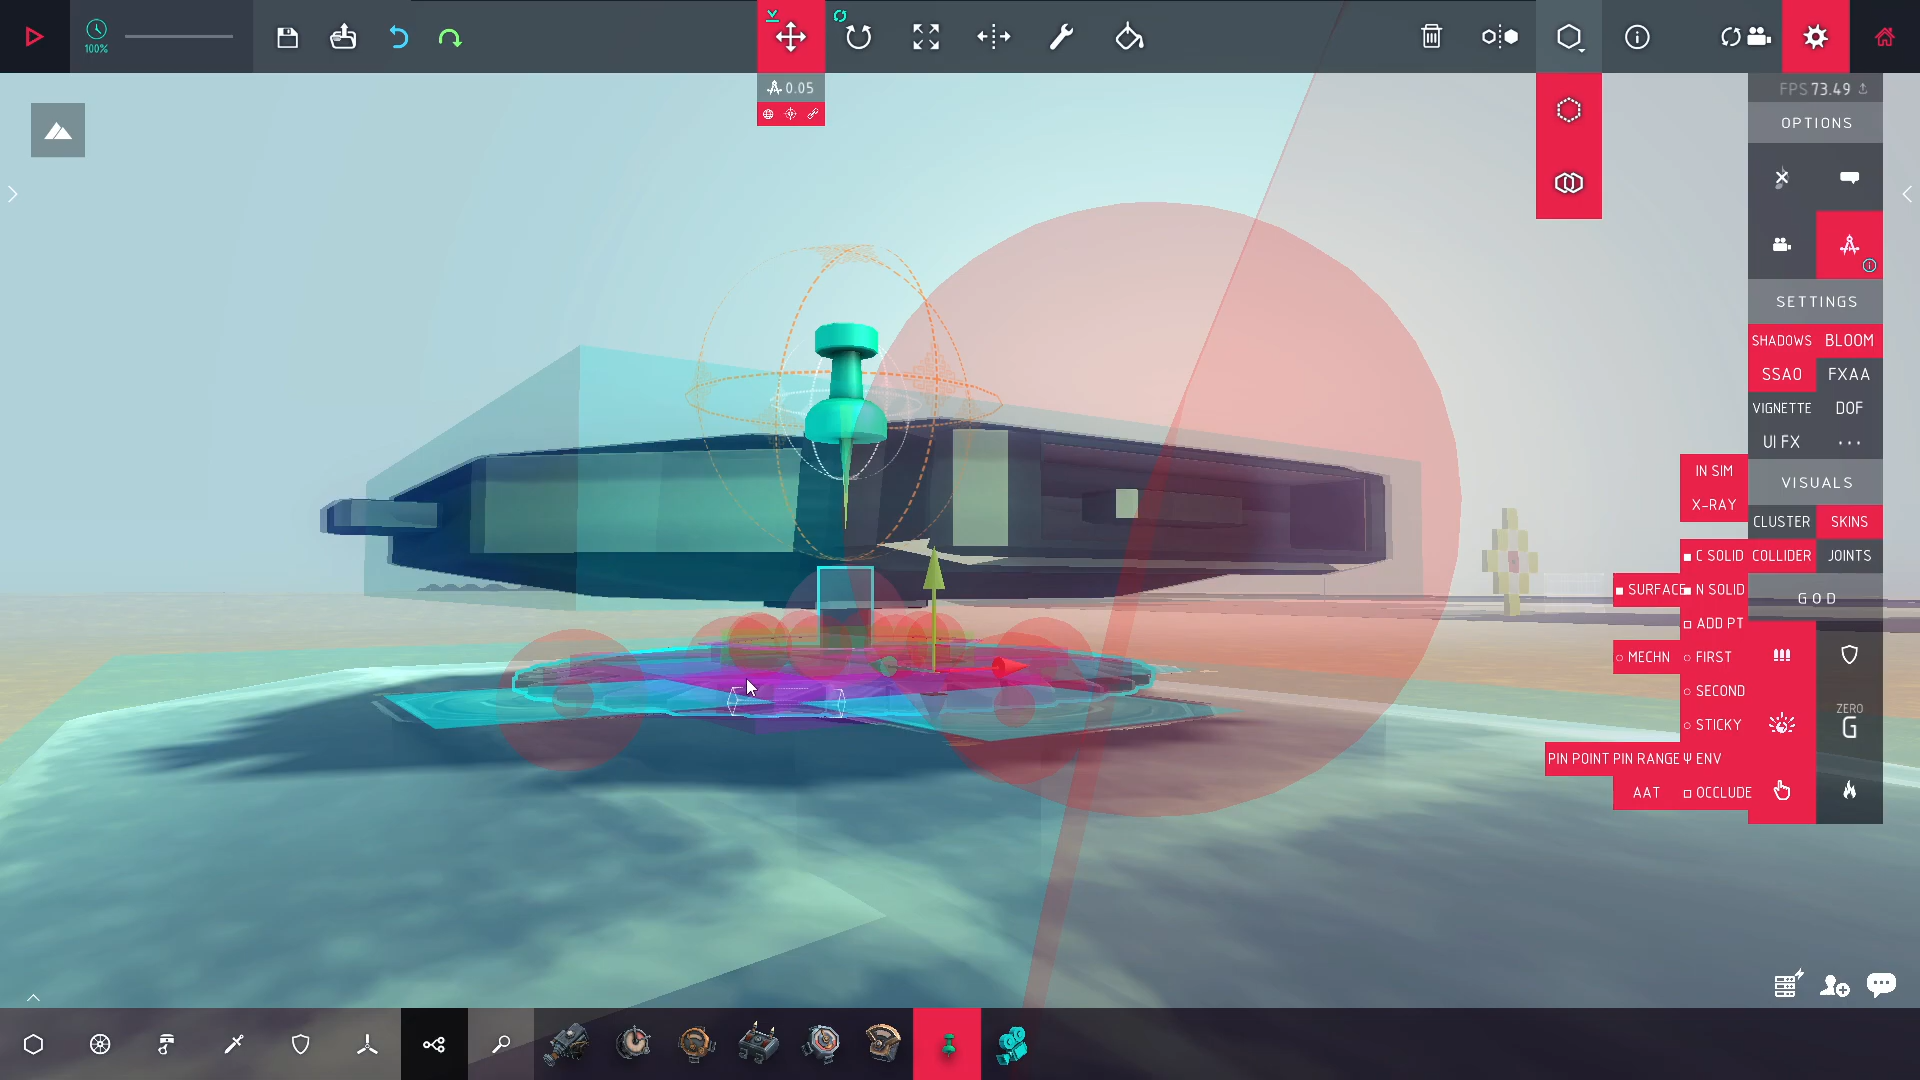 100%
0.05
FPS 73.49
OPTIONS
SETTINGS
SHADOWS BLOOM
SSAO FXAA
VIGNETTE DOF
UI FX ...
IN SIM
VISUALS
X-RAY
CLUSTER SKINS
C SOLID COLLIDER JOINTS
SURFACE N SOLID
GOD
ADD PT
MECHN FIRST
SECOND
ZERO
G
STICKY
PIN POINT PIN RANGE Ψ ENV
AAT OCCLUDE